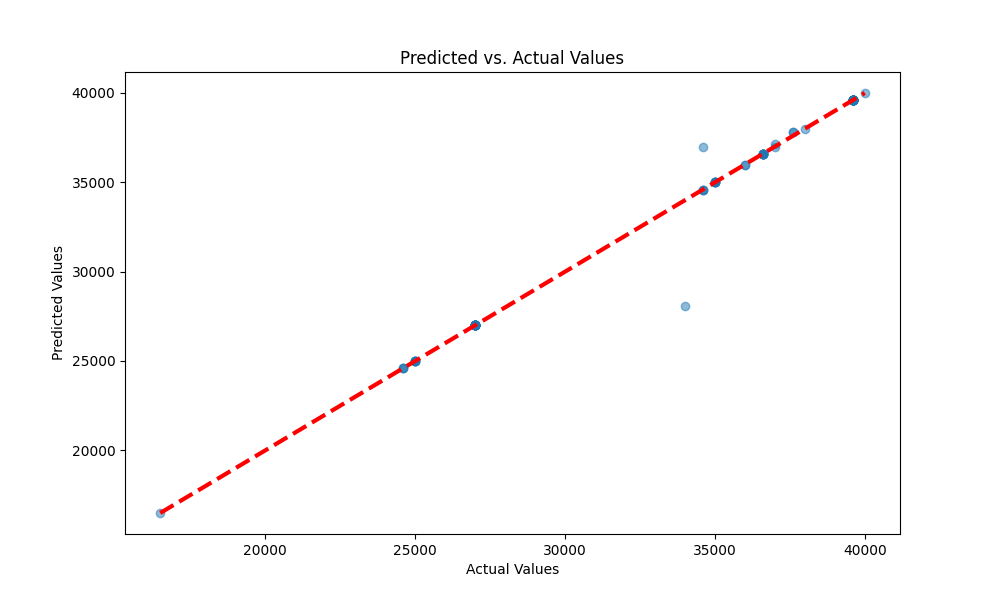 Predicted vs. Actual Values
40000
35000
30000
25000
20000
Predicted Values
20000 25000 30000 35000 40000
Actual Values